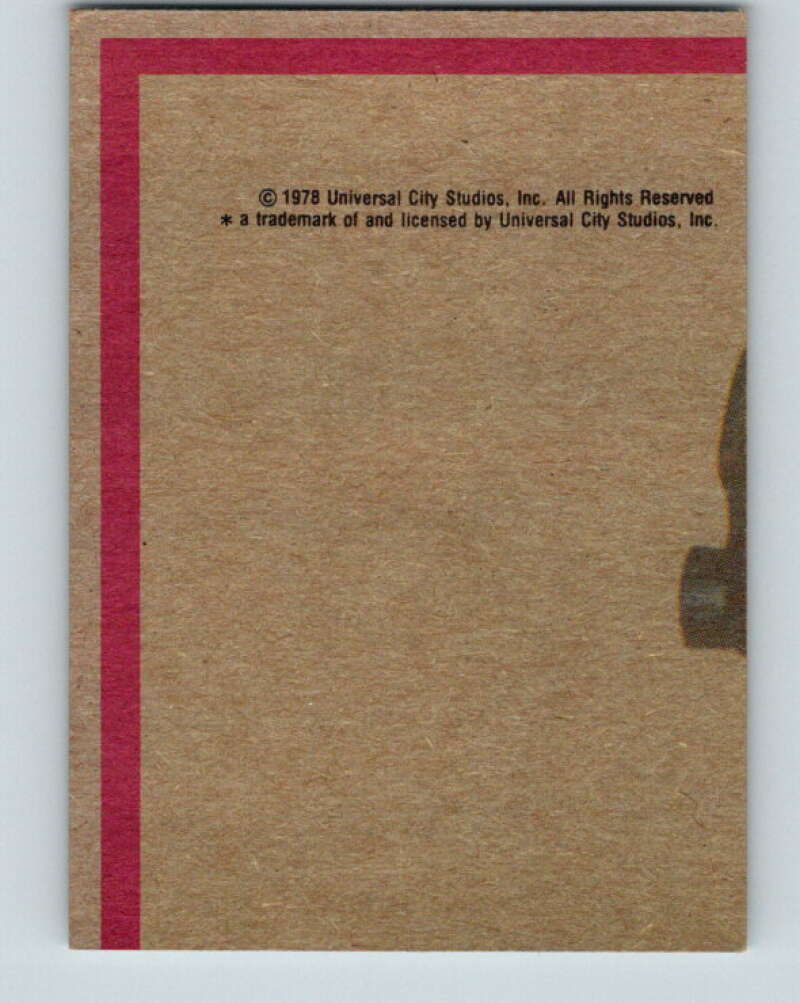 © 1978 Universal City Studios, Inc. All Rights Reserved
* a trademark of and licensed by Universal City Studios, Inc.